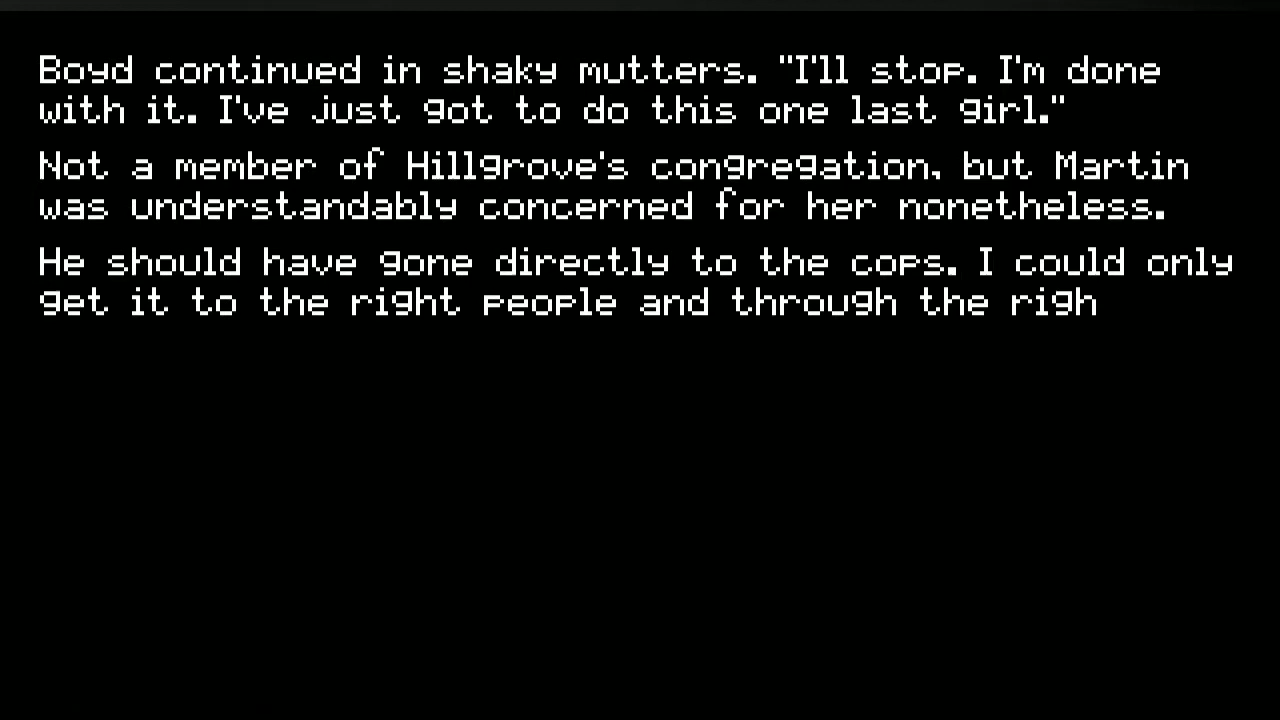 Boyd continued in shaky mutters. "I'll stop. I'm done
with it. I've just got to do this one last girl."
Not a member of Hillgrove's congregation, but Martin
was understandably concerned for her nonetheless.
He should have gone directly to the cops. I could only
get it to the right people and through the righ